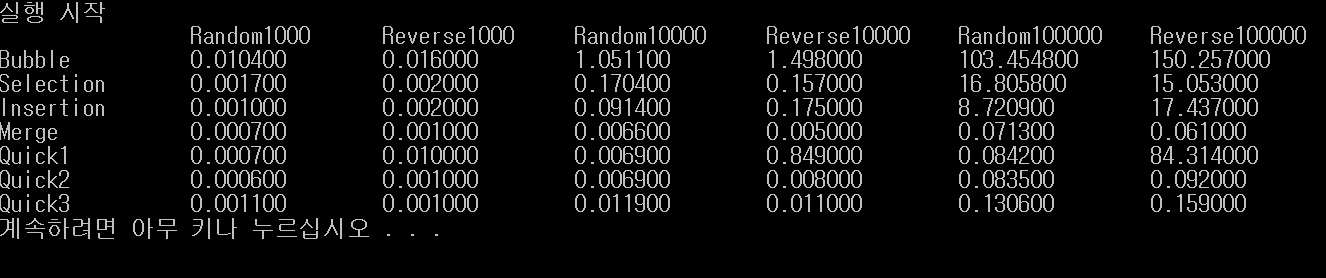 실행 시작
Random1000 Reverse1000 Random10000 Reverse10000 Random100000 Reverse100000
Bubble 0.010400 0.016000 1.051100 1.498000 103.454800 150.257000
Selection 0.001700 0.002000 0.170400 0.157000 16.805800 15.053000
Insertion 0.001000 0.002000 0.091400 0.175000 8.720900 17.437000
Merge 0.000700 0.001000 0.006600 0.005000 0.071300 0.061000
Quick1 0.000700 0.010000 0.006900 0.849000 0.084200 84.314000
Quick2 0.000600 0.001000 0.006900 0.008000 0.083500 0.092000
Quick3 0.001100 0.001000 0.011900 0.011000 0.130600 0.159000
계속하려면 아무 키나 누르십시오 . . .